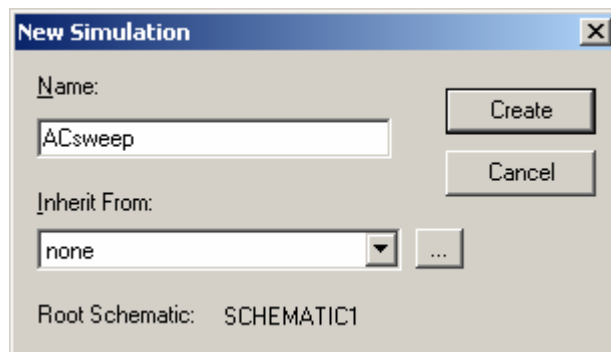 New Simulation
Name:
Create
ACsweep
Cancel
Inherit From:
none
...
Root Schematic: SCHEMATIC1